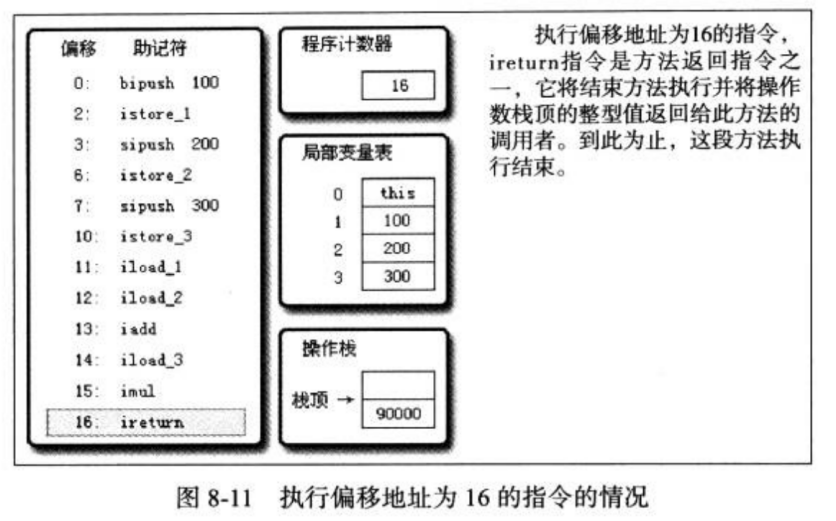 偏移 助记符
0: bipush 100
2: istore_1
3: sipush 200
6: istore_2
7: sipush 300
10: istore_3
11: iload_1
12: iload_2
13: iadd
14: iload_3
15: imul
16: ireturn
程序计数器
16
局部变量表
0 this
1 100
2 200
3 300
操作栈
栈顶 →
90000
执行偏移地址为16的指令，
ireturn指令是方法返回指令之
一，它将结束方法执行并将操作
数栈顶的整型值返回给此方法的
调用者。到此为止，这段方法执
行结束。
图 8-11 执行偏移地址为 16 的指令的情况